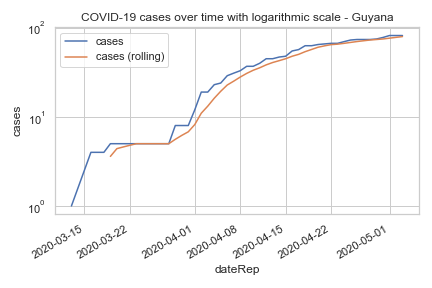 COVID-19 cases over time with logarithmic scale - Guyana
cases
cases (rolling)
10²
10¹
10⁰
cases
2020-03-15
2020-03-22
2020-04-01
2020-04-08
2020-04-15
2020-04-22
2020-05-01
dateRep